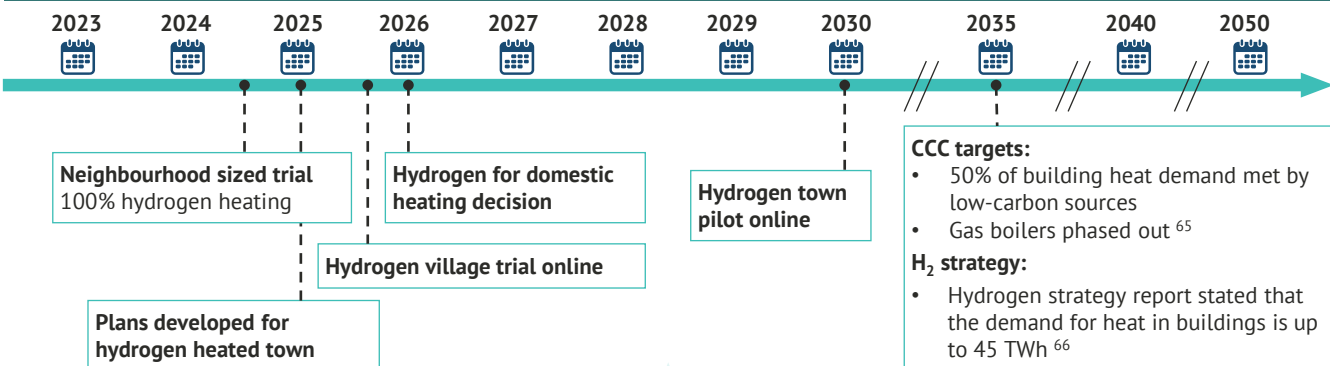 2023 2024 2025 2026 2027 2028 2029 2030 2035 2040 2050
Neighbourhood sized trial
100% hydrogen heating
Plans developed for
hydrogen heated town
Hydrogen village trial online
Hydrogen for domestic
heating decision
Hydrogen town
pilot online
CCC targets:
• 50% of building heat demand met by
low-carbon sources
• Gas boilers phased out 65
H₂ strategy:
• Hydrogen strategy report stated that
the demand for heat in buildings is up
to 45 TWh 66